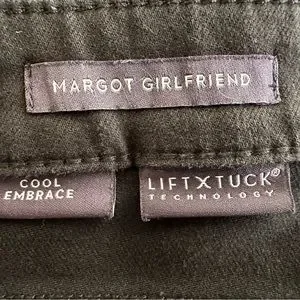 MARGOT GIRLFRIEND
COOL
EMBRACE
LIFTXTUCK®
TECHNOLOGY